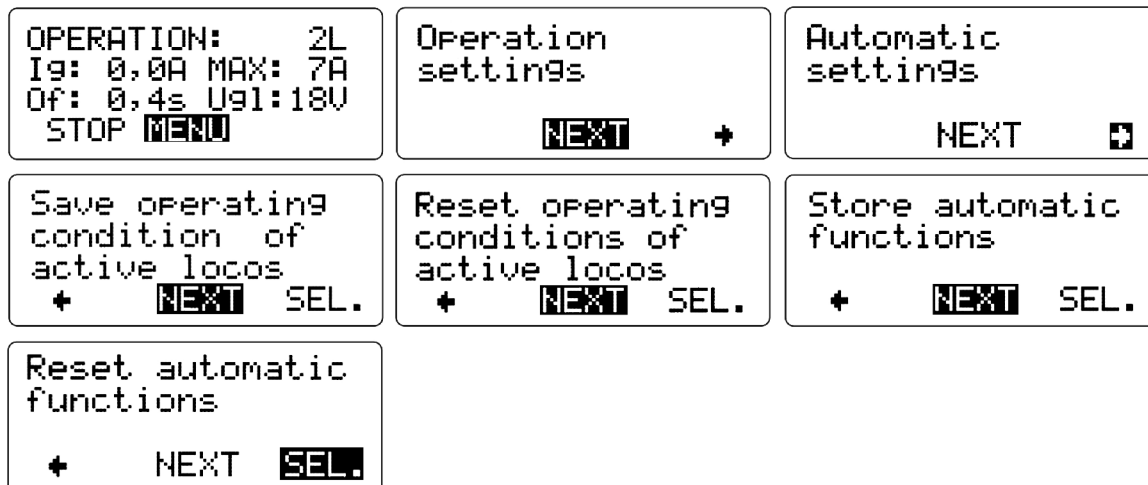 OPERATION: 2L
Ig: 0,0A MAX: 7A
Of: 0,4s Ugl:18V
STOP MENU
Operation
settings
NEXT →
Automatic
settings
NEXT →
Save operating
condition of
active locos
← NEXT SEL.
Reset operating
conditions of
active locos
← NEXT SEL.
Store automatic
functions
← NEXT SEL.
Reset automatic
functions
← NEXT SEL.